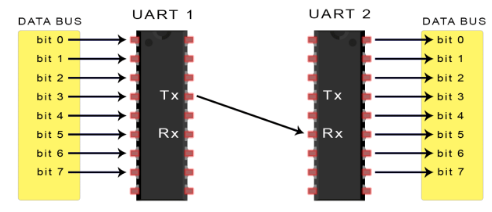 UART 1
UART 2
DATA BUS
DATA BUS
bit 0
bit 1
bit 2
bit 3
bit 4
bit 5
bit 6
bit 7
Tx
Rx
Tx
Rx
bit 0
bit 1
bit 2
bit 3
bit 4
bit 5
bit 6
bit 7